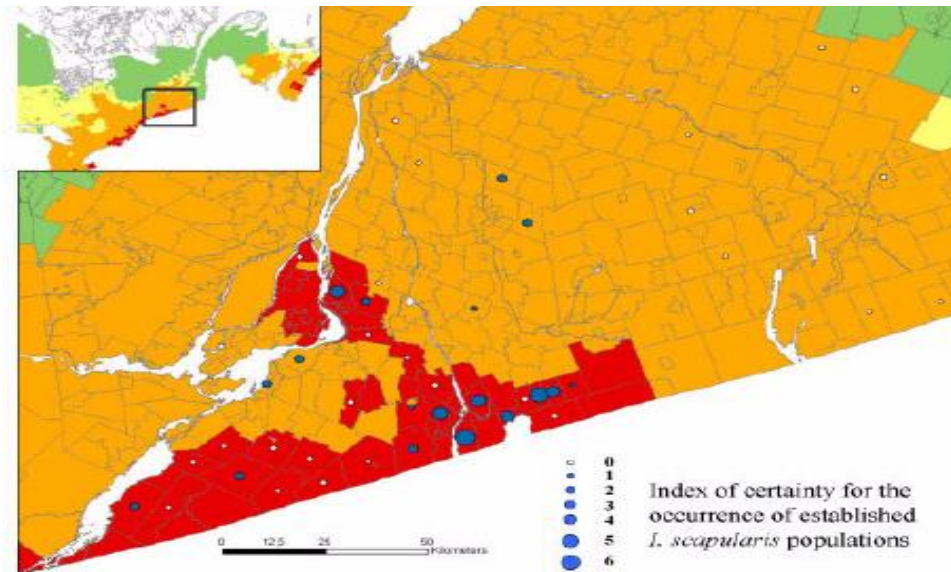 0
1
2
3
4
5
6
Index of certainty for the
occurrence of established
I. scapularis populations
0 12.5 25 50
Kilometers